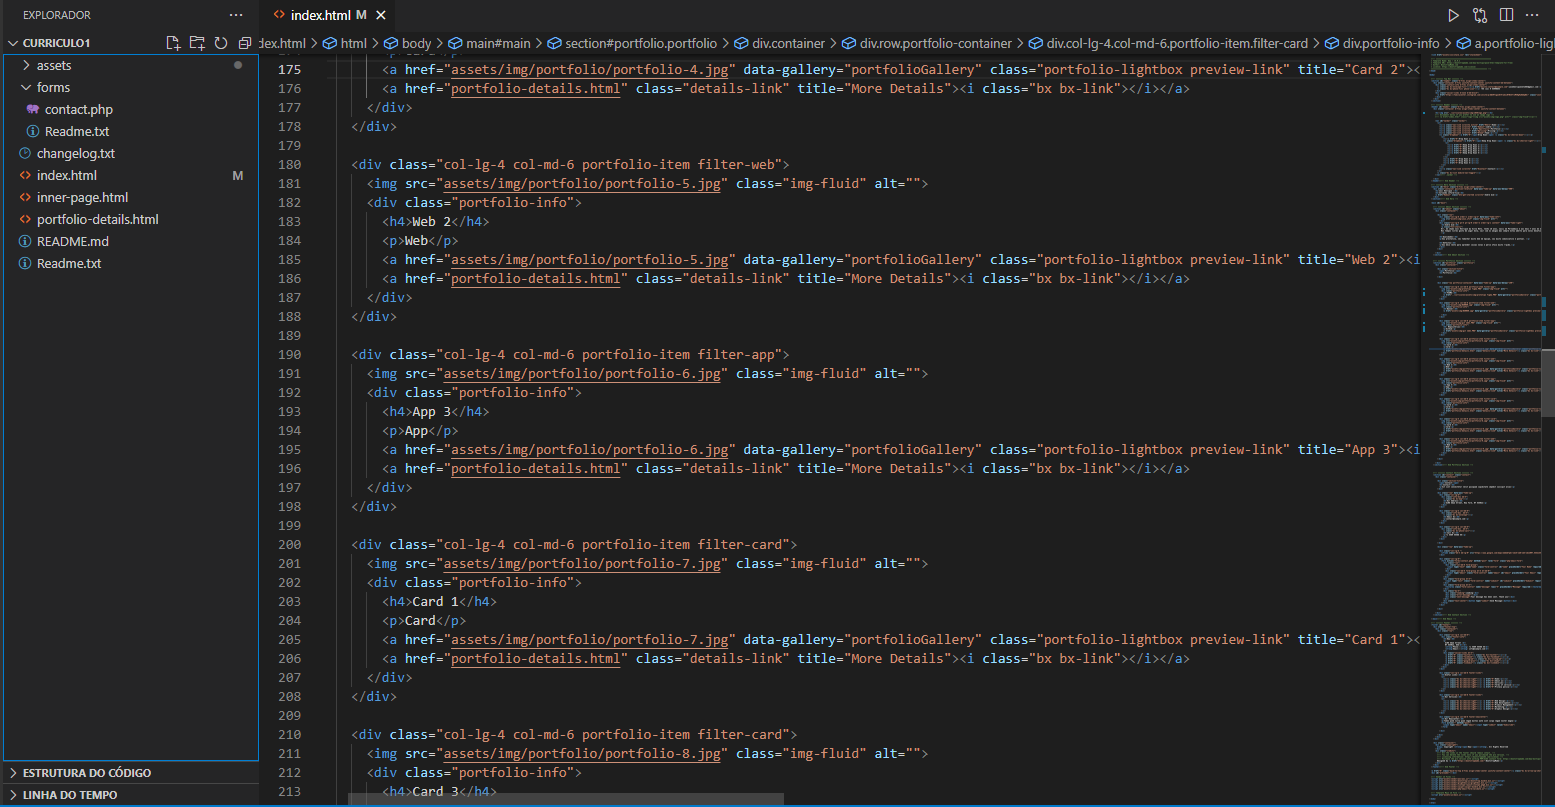 EXPLORADOR
index.html M
CURRICULO1
dex.html > html > body > main#main > section#portfolio.portfolio > div.container > div.row.portfolio-container > div.col-lg-4.col-md-6.portfolio-item.filter-card > div.portfolio-info > a.portfolio-lig
assets
forms
contact.php
Readme.txt
changelog.txt
index.html M
inner-page.html
portfolio-details.html
README.md
Readme.txt
175 <a href="assets/img/portfolio/portfolio-4.jpg" data-gallery="portfolioGallery" class="portfolio-lightbox preview-link" title="Card 2"><
176 <a href="portfolio-details.html" class="details-link" title="More Details"><i class="bx bx-link"></i></a>
177 </div>
178 </div>
179
180 <div class="col-lg-4 col-md-6 portfolio-item filter-web">
181 <img src="assets/img/portfolio/portfolio-5.jpg" class="img-fluid" alt="">
182 <div class="portfolio-info">
183 <h4>Web 2</h4>
184 <p>Web</p>
185 <a href="assets/img/portfolio/portfolio-5.jpg" data-gallery="portfolioGallery" class="portfolio-lightbox preview-link" title="Web 2"><i
186 <a href="portfolio-details.html" class="details-link" title="More Details"><i class="bx bx-link"></i></a>
187 </div>
188 </div>
189
190 <div class="col-lg-4 col-md-6 portfolio-item filter-app">
191 <img src="assets/img/portfolio/portfolio-6.jpg" class="img-fluid" alt="">
192 <div class="portfolio-info">
193 <h4>App 3</h4>
194 <p>App</p>
195 <a href="assets/img/portfolio/portfolio-6.jpg" data-gallery="portfolioGallery" class="portfolio-lightbox preview-link" title="App 3"><i
196 <a href="portfolio-details.html" class="details-link" title="More Details"><i class="bx bx-link"></i></a>
197 </div>
198 </div>
199
200 <div class="col-lg-4 col-md-6 portfolio-item filter-card">
201 <img src="assets/img/portfolio/portfolio-7.jpg" class="img-fluid" alt="">
202 <div class="portfolio-info">
203 <h4>Card 1</h4>
204 <p>Card</p>
205 <a href="assets/img/portfolio/portfolio-7.jpg" data-gallery="portfolioGallery" class="portfolio-lightbox preview-link" title="Card 1"><
206 <a href="portfolio-details.html" class="details-link" title="More Details"><i class="bx bx-link"></i></a>
207 </div>
208 </div>
209
210 <div class="col-lg-4 col-md-6 portfolio-item filter-card">
211 <img src="assets/img/portfolio/portfolio-8.jpg" class="img-fluid" alt="">
212 <div class="portfolio-info">
213 <h4>Card 3</h4>
ESTRUTURA DO CÓDIGO
LINHA DO TEMPO